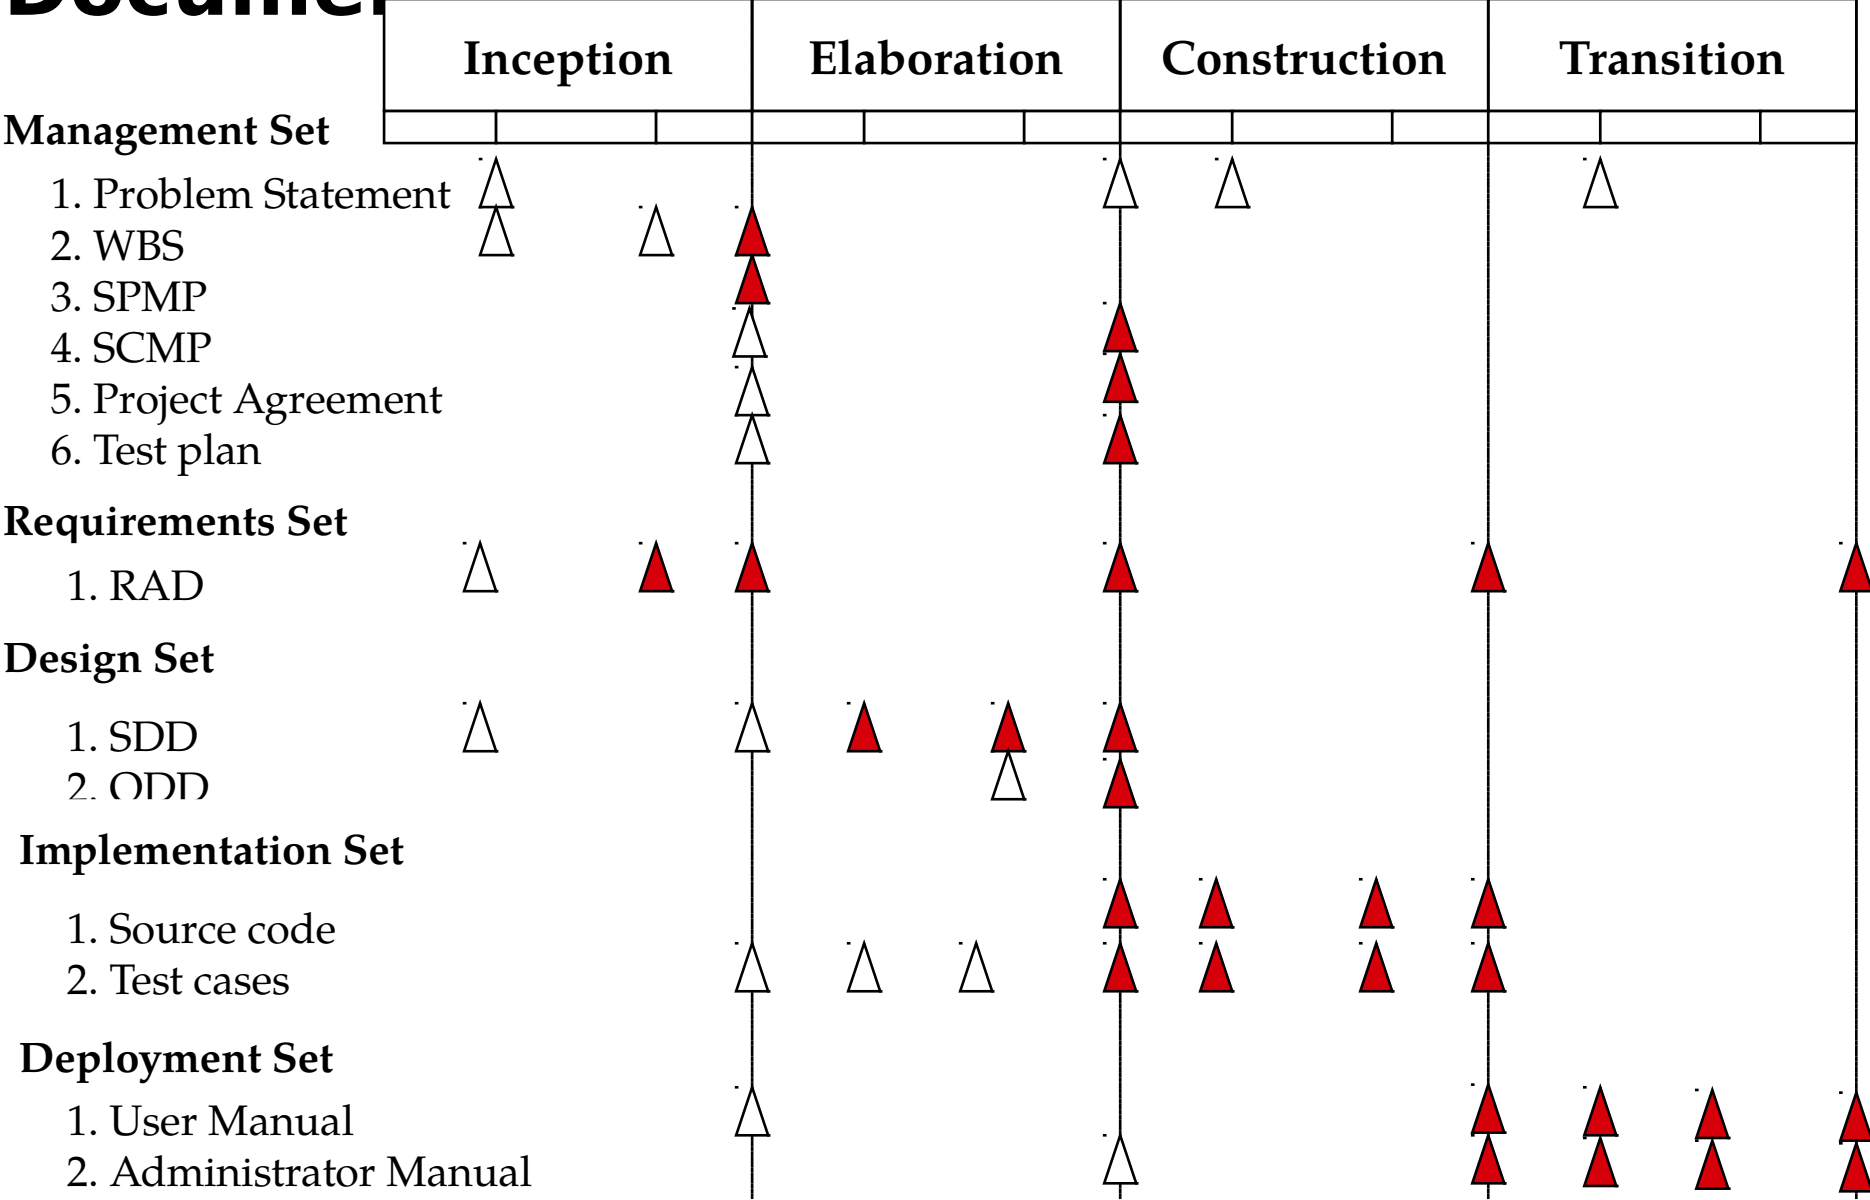 Inception Elaboration Construction Transition
Management Set
1. Problem Statement
2. WBS
3. SPMP
4. SCMP
5. Project Agreement
6. Test plan
Requirements Set
1. RAD
Design Set
1. SDD
2. ODD
Implementation Set
1. Source code
2. Test cases
Deployment Set
1. User Manual
2. Administrator Manual